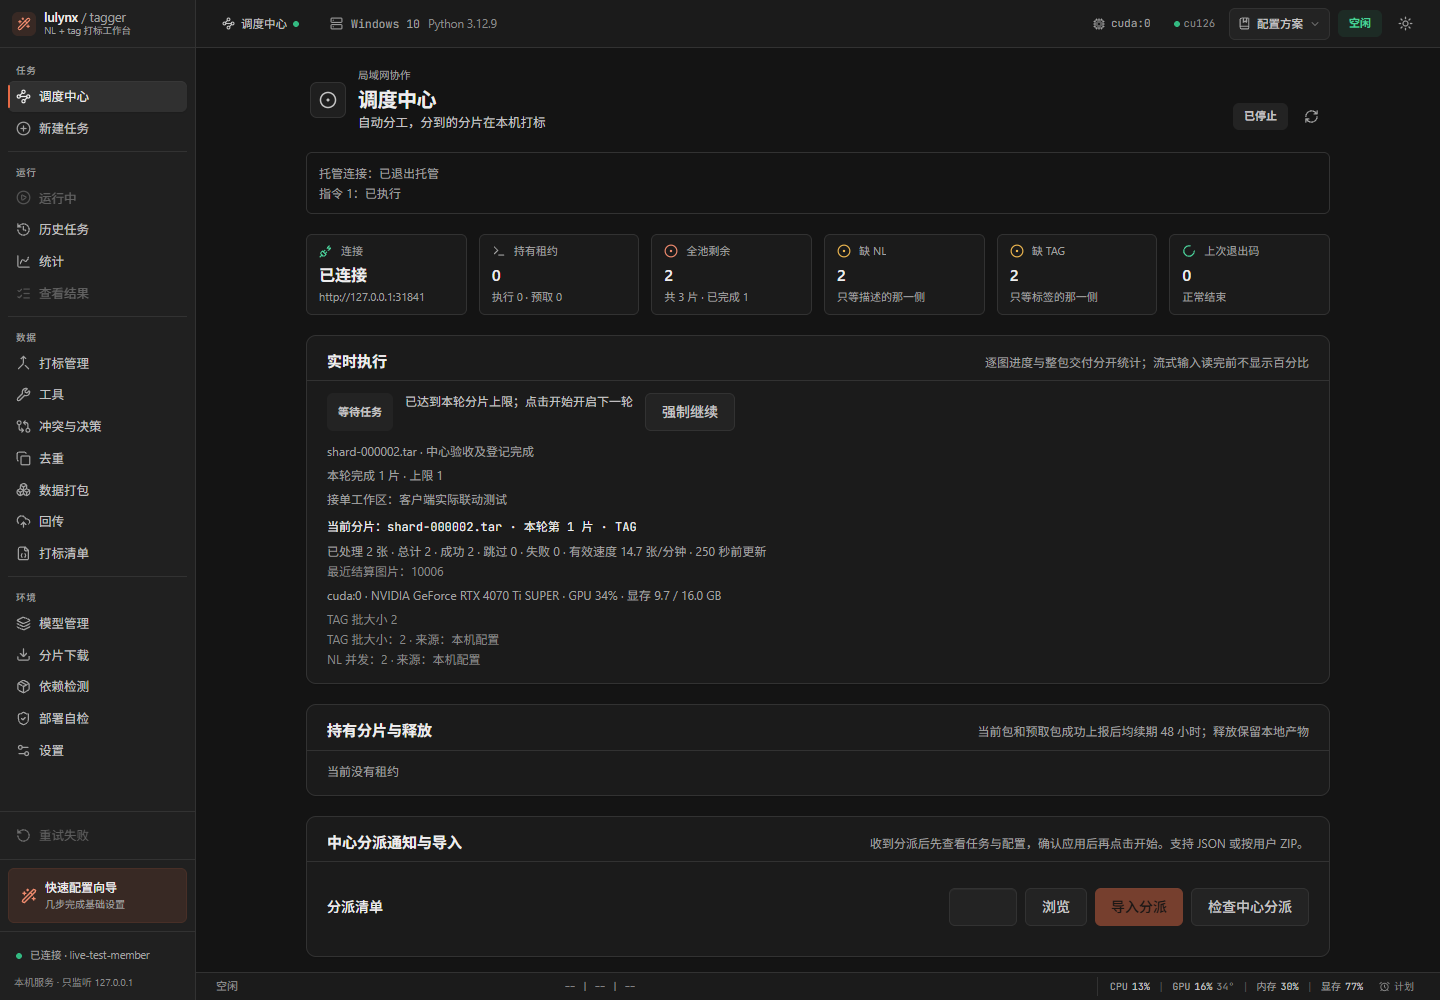 lulynx / tagger
NL + tag 打标工作台
任务
调度中心
新建任务
运行
运行中
历史任务
统计
查看结果
数据
打标管理
工具
冲突与决策
去重
数据打包
回传
打标清单
环境
模型管理
分片下载
依赖检测
部署自检
设置
重试失败
快速配置向导
几步完成基础设置
已连接 · live-test-member
本机服务 · 只监听 127.0.0.1
调度中心
Windows 10 Python 3.12.9
cuda:0
cu126
配置方案
空闲
局域网协作
调度中心
自动分工，分到的分片在本机打标
已停止
托管连接：已退出托管
指令 1：已执行
连接
已连接
http://127.0.0.1:31841
持有租约
0
执行 0 · 预取 0
全池剩余
2
共 3 片 · 已完成 1
缺 NL
2
只等描述的那一侧
缺 TAG
2
只等标签的那一侧
上次退出码
0
正常结束
实时执行
逐图进度与整包交付分开统计；流式输入读完前不显示百分比
等待任务
已达到本轮分片上限；点击开始开启下一轮
强制继续
shard-000002.tar · 中心验收及登记完成
本轮完成 1 片 · 上限 1
接单工作区：客户端实际联动测试
当前分片：shard-000002.tar · 本轮第 1 片 · TAG
已处理 2 张 · 总计 2 · 成功 2 · 跳过 0 · 失败 0 · 有效速度 14.7 张/分钟 · 250 秒前更新
最近结算图片：10006
cuda:0 · NVIDIA GeForce RTX 4070 Ti SUPER · GPU 34% · 显存 9.7 / 16.0 GB
TAG 批大小 2
TAG 批大小：2 · 来源：本机配置
NL 并发：2 · 来源：本机配置
持有分片与释放
当前包和预取包成功上报后均续期 48 小时；释放保留本地产物
当前没有租约
中心分派通知与导入
收到分派后先查看任务与配置，确认应用后再点击开始。支持 JSON 或按用户 ZIP。
分派清单
浏览
导入分派
检查中心分派
空闲
-- | -- | --
CPU 13% | GPU 16% 34° | 内存 30% | 显存 77%
计划